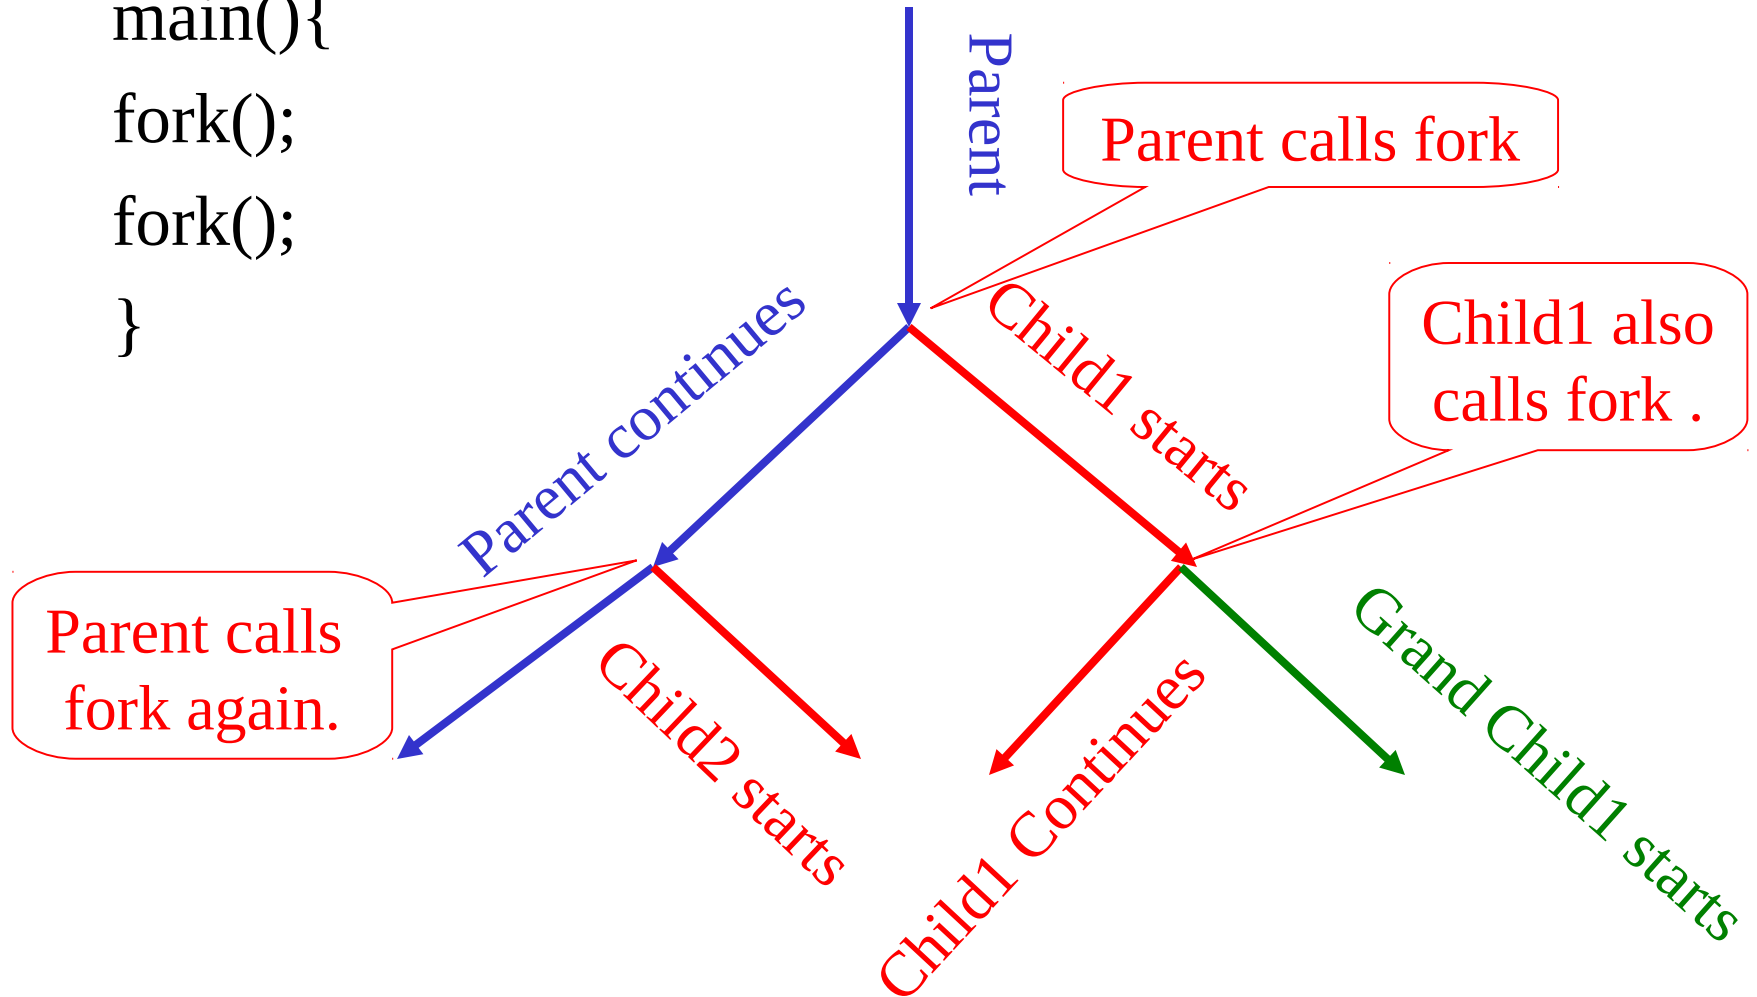 main(){
fork();
fork();
}
Parent
Parent calls fork
Child1 also
calls fork .
Parent continues
Child1 starts
Parent calls
fork again.
Child2 starts
Child1 Continues
Grand Child1 starts